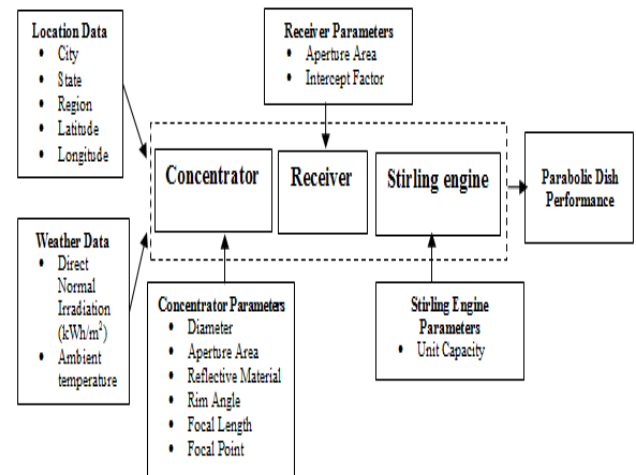 Location Data
• City
• State
• Region
• Latitude
• Longitude
Receiver Parameters
• Aperture Area
• Intercept Factor
Concentrator
Receiver
Stirling engine
Parabolic Dish
Performance
Weather Data
• Direct
Normal
Irradiation
(kWh/m²)
• Ambient
temperature
Concentrator Parameters
• Diameter
• Aperture Area
• Reflective Material
• Rim Angle
• Focal Length
• Focal Point
Stirling Engine
Parameters
• Unit Capacity